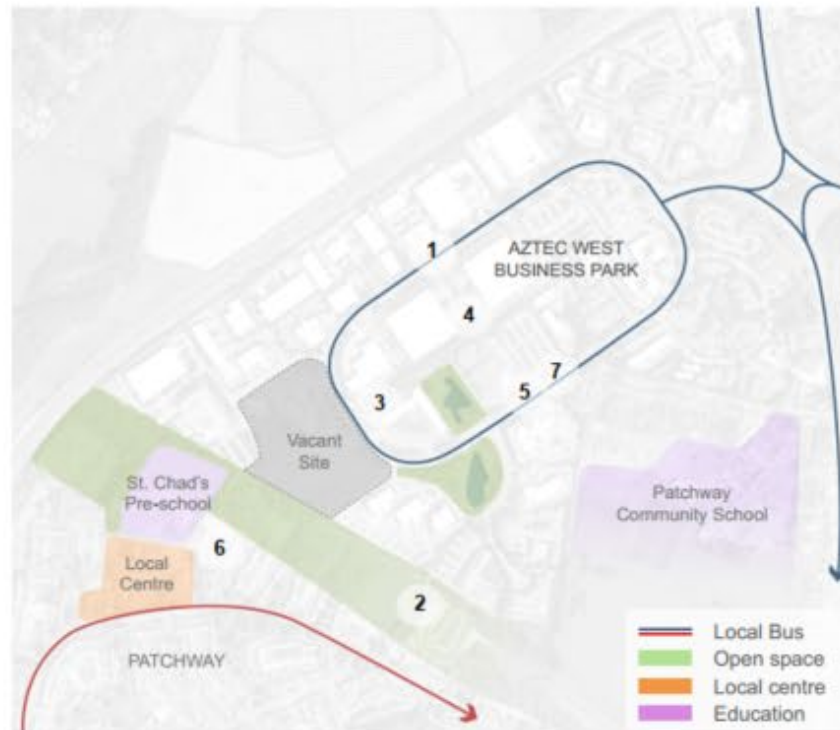 1
AZTEC WEST
BUSINESS PARK
4
7
5
3
Vacant
Site
St. Chad's
Pre-school
Patchway
Community School
6
Local
Centre
2
PATCHWAY
Local Bus
Open space
Local centre
Education